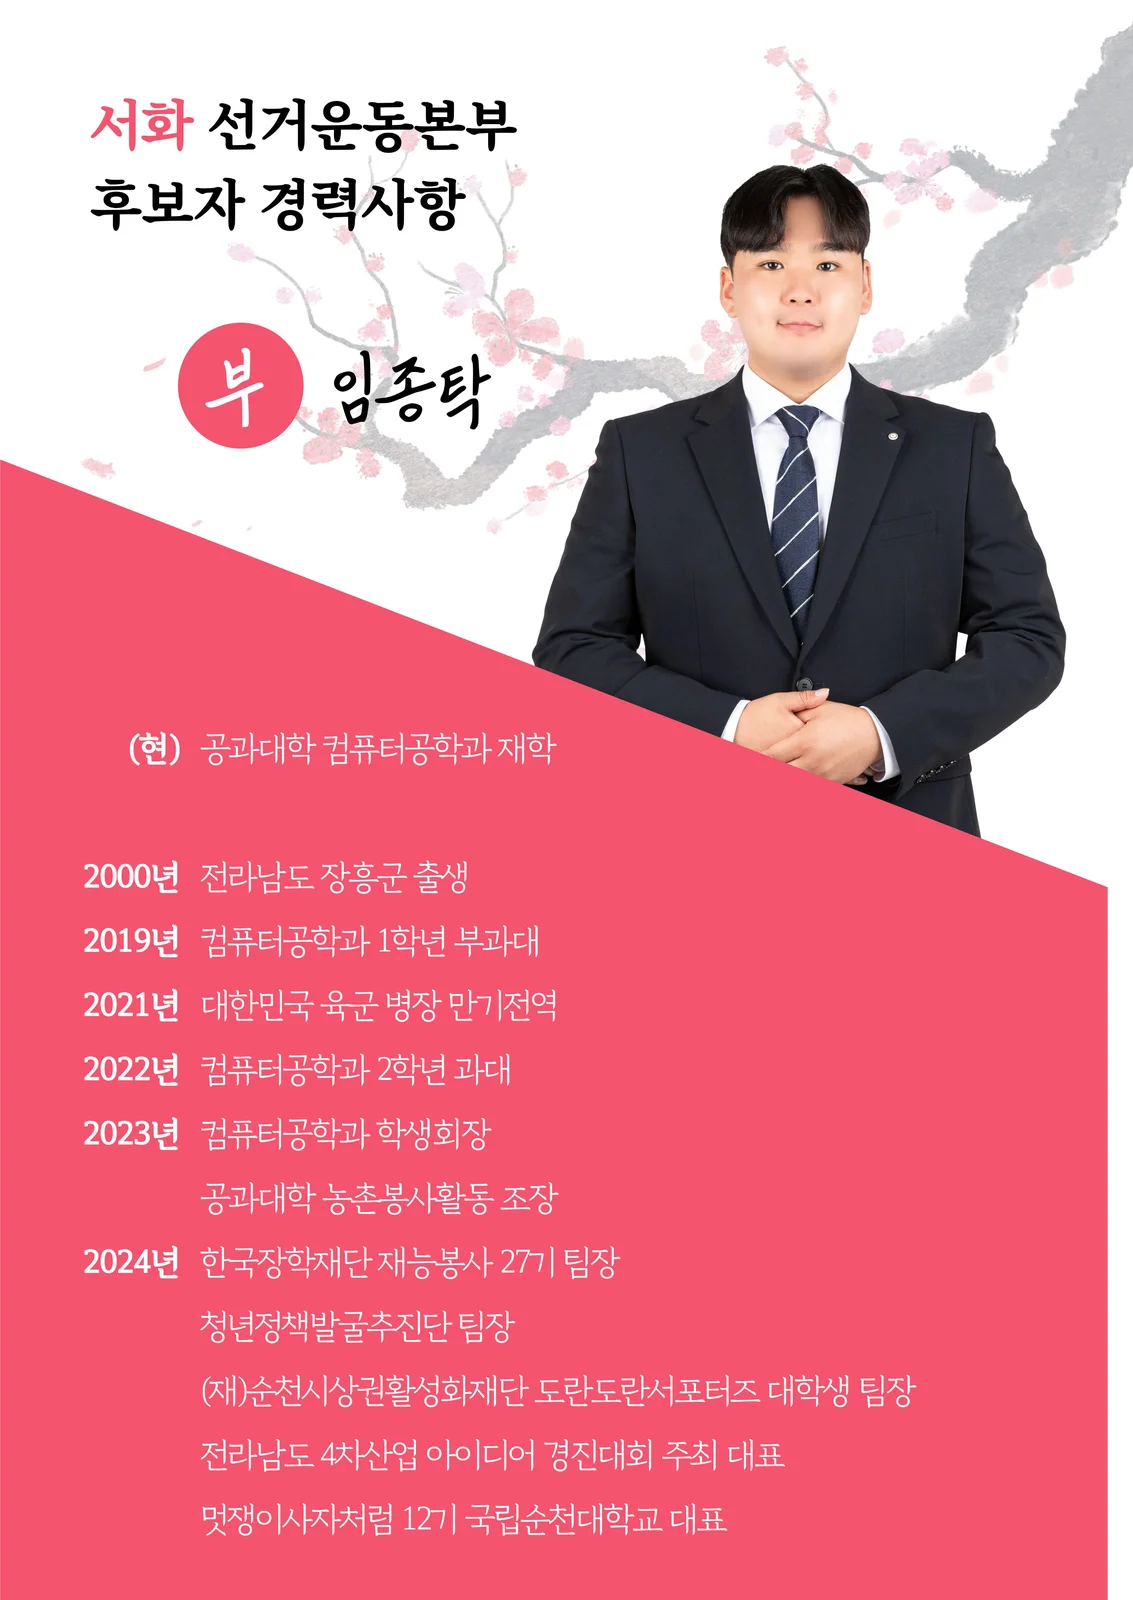 서화 선거운동본부
후보자 경력사항
부 임종탁
(현) 공과대학 컴퓨터공학과 재학
2000년 전라남도 장흥군 출생
2019년 컴퓨터공학과 1학년 부과대
2021년 대한민국 육군 병장 만기전역
2022년 컴퓨터공학과 2학년 과대
2023년 컴퓨터공학과 학생회장
공과대학 농촌봉사활동 조장
2024년 한국장학재단 재능봉사 27기 팀장
청년정책발굴추진단 팀장
(재)순천시상권활성화재단 도란도란서포터즈 대학생 팀장
전라남도 4차산업 아이디어 경진대회 주최 대표
멋쟁이사자처럼 12기 국립순천대학교 대표